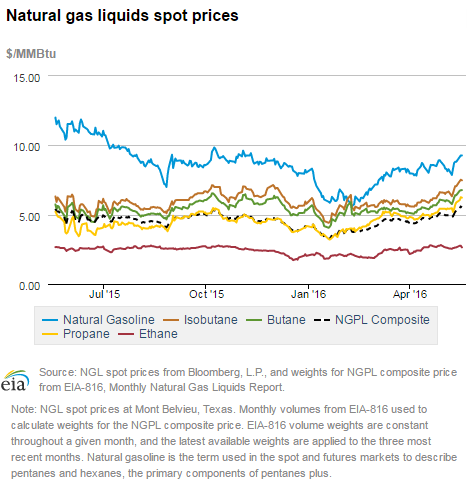 Natural gas liquids spot prices
$/MMBtu
15.00
10.00
5.00
0.00
Jul '15 Oct '15 Jan '16 Apr '16
Natural Gasoline Isobutane Butane NGPL Composite
Propane Ethane
eia
Source: NGL spot prices from Bloomberg, L.P., and weights for NGPL composite price
from EIA-816, Monthly Natural Gas Liquids Report.
Note: NGL spot prices at Mont Belvieu, Texas. Monthly volumes from EIA-816 used to
calculate weights for the NGPL composite price. EIA-816 volume weights are constant
throughout a given month, and the latest available weights are applied to the three most
recent months. Natural gasoline is the term used in the spot and futures markets to describe
pentanes and hexanes, the primary components of pentanes plus.